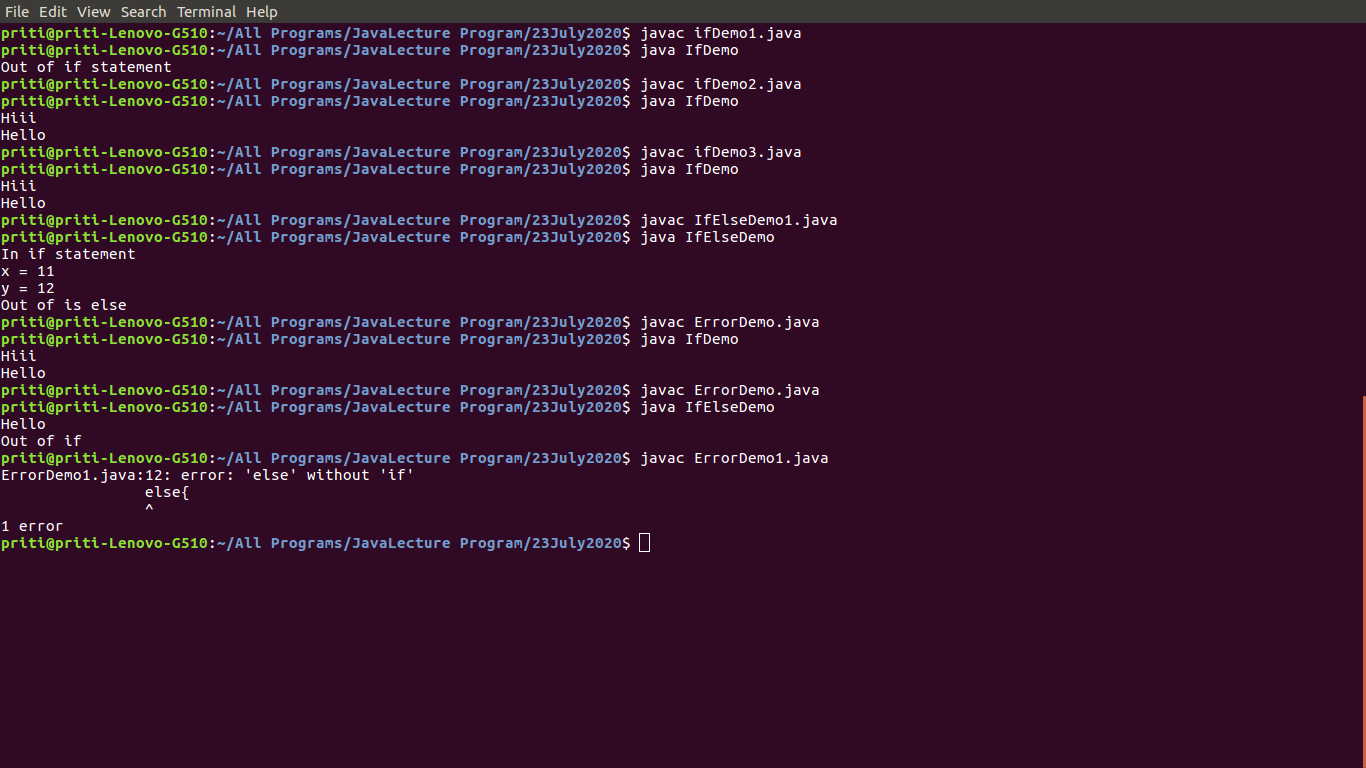 File Edit View Search Terminal Help
priti@priti-Lenovo-G510:~/All Programs/JavaLecture Program/23July2020$ javac ifDemo1.java
priti@priti-Lenovo-G510:~/All Programs/JavaLecture Program/23July2020$ java IfDemo
Out of if statement
priti@priti-Lenovo-G510:~/All Programs/JavaLecture Program/23July2020$ javac ifDemo2.java
priti@priti-Lenovo-G510:~/All Programs/JavaLecture Program/23July2020$ java IfDemo
Hiii
Hello
priti@priti-Lenovo-G510:~/All Programs/JavaLecture Program/23July2020$ javac ifDemo3.java
priti@priti-Lenovo-G510:~/All Programs/JavaLecture Program/23July2020$ java IfDemo
Hiii
Hello
priti@priti-Lenovo-G510:~/All Programs/JavaLecture Program/23July2020$ javac IfElseDemo1.java
priti@priti-Lenovo-G510:~/All Programs/JavaLecture Program/23July2020$ java IfElseDemo
In if statement
x = 11
y = 12
Out of is else
priti@priti-Lenovo-G510:~/All Programs/JavaLecture Program/23July2020$ javac ErrorDemo.java
priti@priti-Lenovo-G510:~/All Programs/JavaLecture Program/23July2020$ java IfDemo
Hiii
Hello
priti@priti-Lenovo-G510:~/All Programs/JavaLecture Program/23July2020$ javac ErrorDemo.java
priti@priti-Lenovo-G510:~/All Programs/JavaLecture Program/23July2020$ java IfElseDemo
Hello
Out of if
priti@priti-Lenovo-G510:~/All Programs/JavaLecture Program/23July2020$ javac ErrorDemo1.java
ErrorDemo1.java:12: error: 'else' without 'if'
                else{
                ^
1 error
priti@priti-Lenovo-G510:~/All Programs/JavaLecture Program/23July2020$